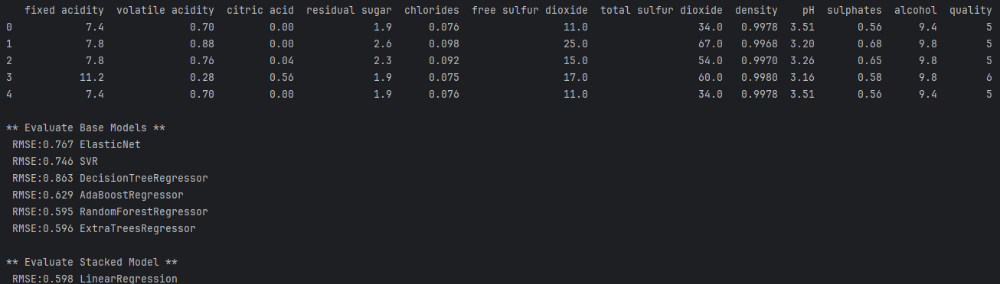 fixed acidity volatile acidity citric acid residual sugar chlorides free sulfur dioxide total sulfur dioxide density pH sulphates alcohol quality
0 7.4 0.70 0.00 1.9 0.076 11.0 34.0 0.9978 3.51 0.56 9.4 5
1 7.8 0.88 0.00 2.6 0.098 25.0 67.0 0.9968 3.20 0.68 9.8 5
2 7.8 0.76 0.04 2.3 0.092 15.0 54.0 0.9970 3.26 0.65 9.8 5
3 11.2 0.28 0.56 1.9 0.075 17.0 60.0 0.9980 3.16 0.58 9.8 6
4 7.4 0.70 0.00 1.9 0.076 11.0 34.0 0.9978 3.51 0.56 9.4 5
** Evaluate Base Models **
RMSE:0.767 ElasticNet
RMSE:0.746 SVR
RMSE:0.863 DecisionTreeRegressor
RMSE:0.629 AdaBoostRegressor
RMSE:0.595 RandomForestRegressor
RMSE:0.596 ExtraTreesRegressor
** Evaluate Stacked Model **
RMSE:0.598 LinearRegression